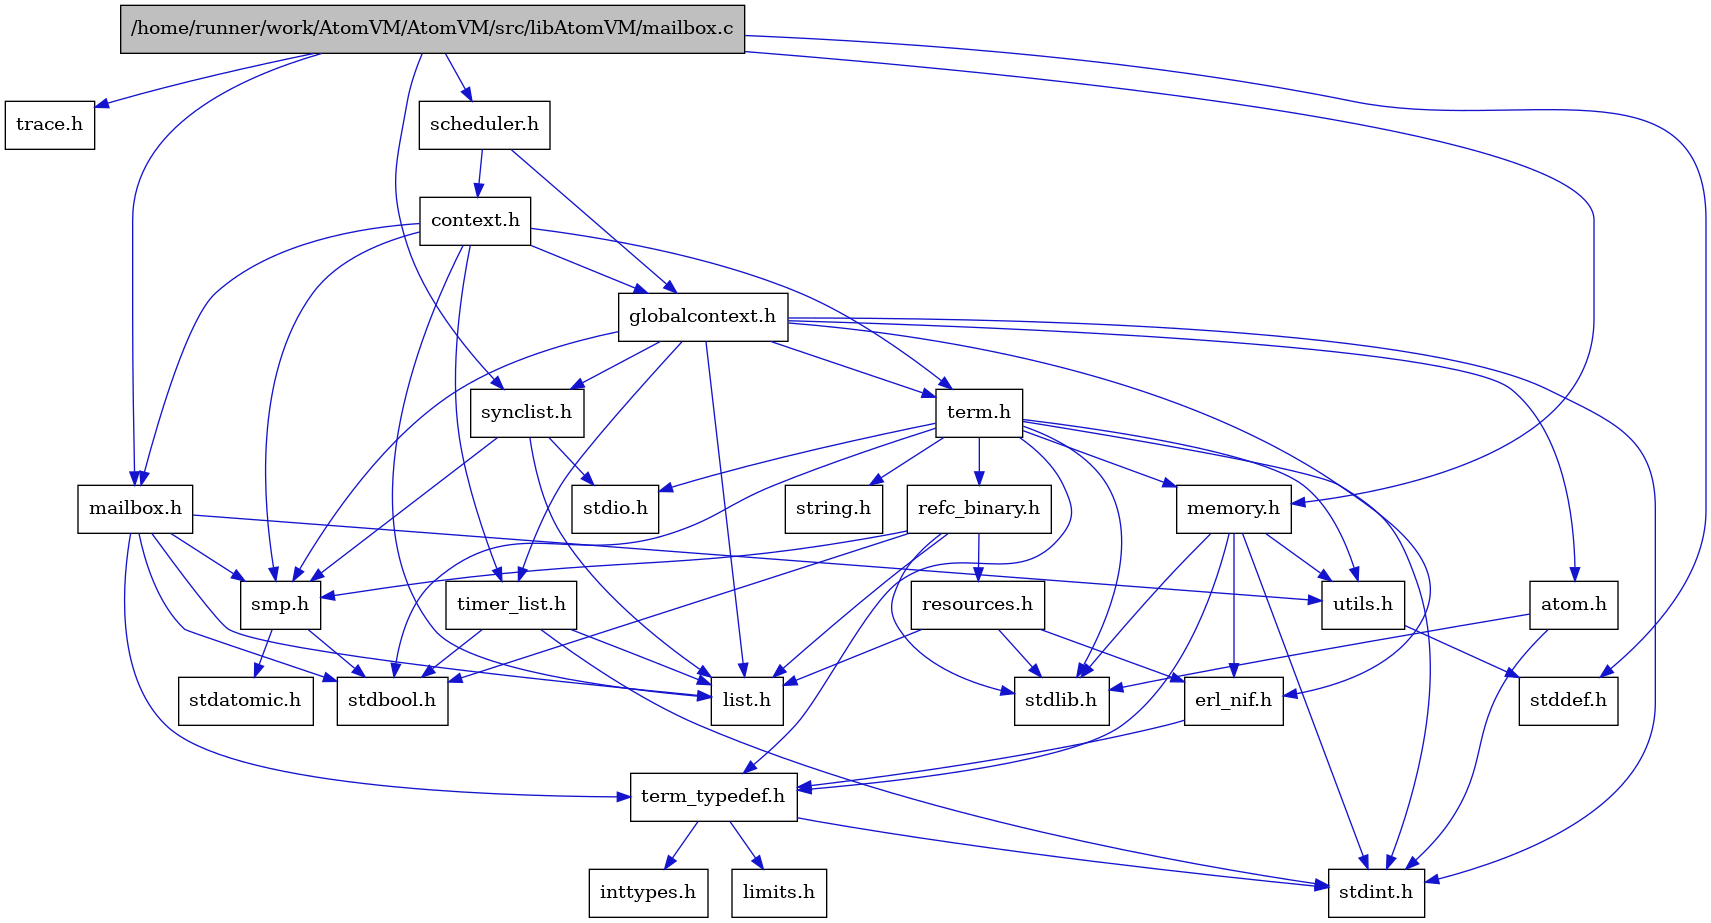 /home/runner/work/AtomVM/AtomVM/src/libAtomVM/mailbox.c
trace.h
scheduler.h
context.h
globalcontext.h
synclist.h
term.h
mailbox.h
stdio.h
string.h
refc_binary.h
memory.h
smp.h
timer_list.h
resources.h
utils.h
atom.h
stdatomic.h
stdbool.h
list.h
stdlib.h
erl_nif.h
stddef.h
term_typedef.h
inttypes.h
limits.h
stdint.h